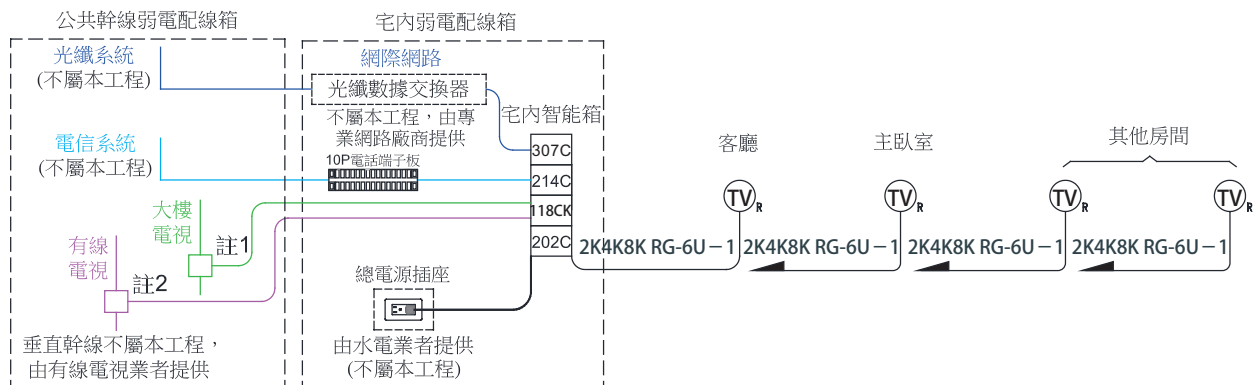 公共幹線弱電配線箱
光纖系統
(不屬本工程)
電信系統
(不屬本工程)
大樓
電視
註1
有線
電視
註2
垂直幹線不屬本工程，
由有線電視業者提供
宅內弱電配線箱
網際網路
光纖數據交換器
不屬本工程，由專
業網路廠商提供
10P電話端子板
宅內智能箱
307C
214C
118CK
202C
總電源插座
由水電業者提供
(不屬本工程)
客廳
主臥室
其他房間
TVR
TVR
TVR
TVR
2K4K8K RG-6U－1
2K4K8K RG-6U－1
2K4K8K RG-6U－1
2K4K8K RG-6U－1